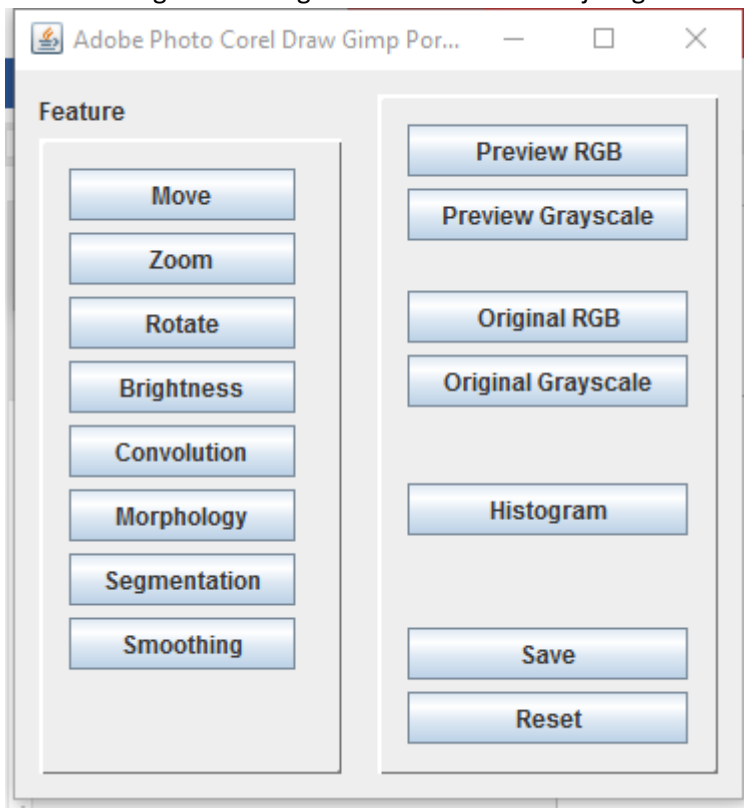 Adobe Photo Corel Draw Gimp Por...
Feature
Move
Zoom
Rotate
Brightness
Convolution
Morphology
Segmentation
Smoothing
Preview RGB
Preview Grayscale
Original RGB
Original Grayscale
Histogram
Save
Reset